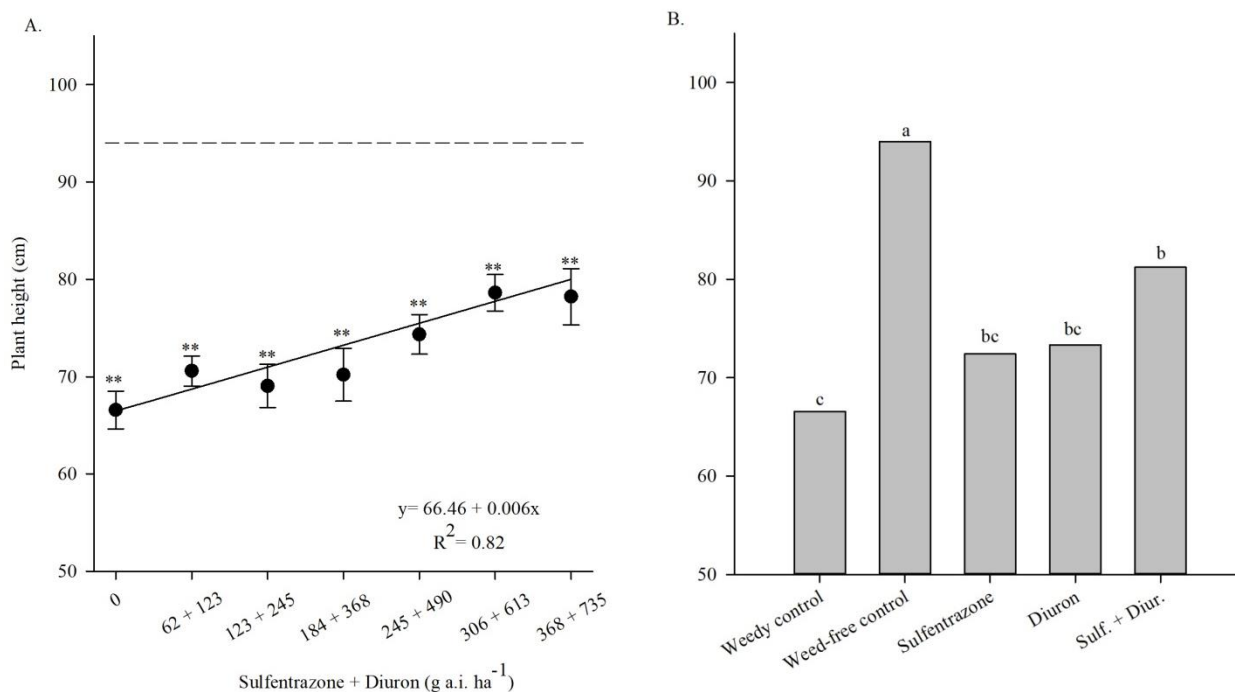 A.
Plant height (cm)
100
90
80
70
60
50
**
**
**
**
**
**
**
y= 66.46 + 0.006x
R2= 0.82
0
62 + 123
123 + 245
184 + 368
245 + 490
306 + 613
368 + 735
Sulfentrazone + Diuron (g a.i. ha-1)
B.
100
90
80
70
60
50
c
a
bc
bc
b
Weedy control
Weed-free control
Sulfentrazone
Diuron
Sulf. + Diur.